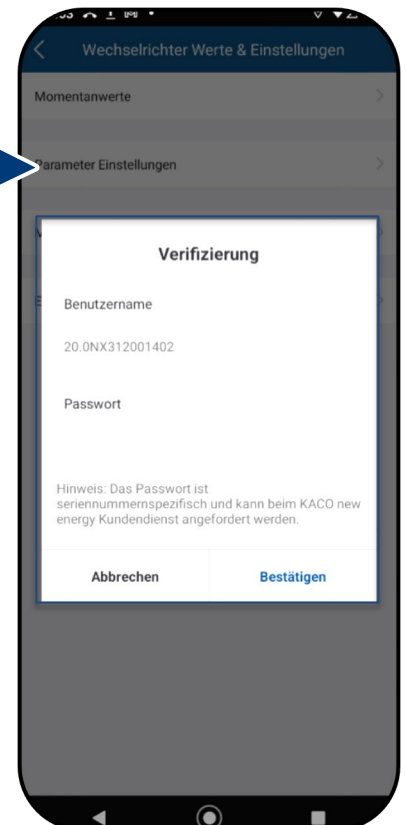 Wechselrichter Werte & Einstellungen
Momentanwerte
Parameter Einstellungen
Verifizierung
Benutzername
20.0NX312001402
Passwort
Hinweis: Das Passwort ist
seriennummernspezifisch und kann beim KACO new
energy Kundendienst angefordert werden.
Abbrechen
Bestätigen